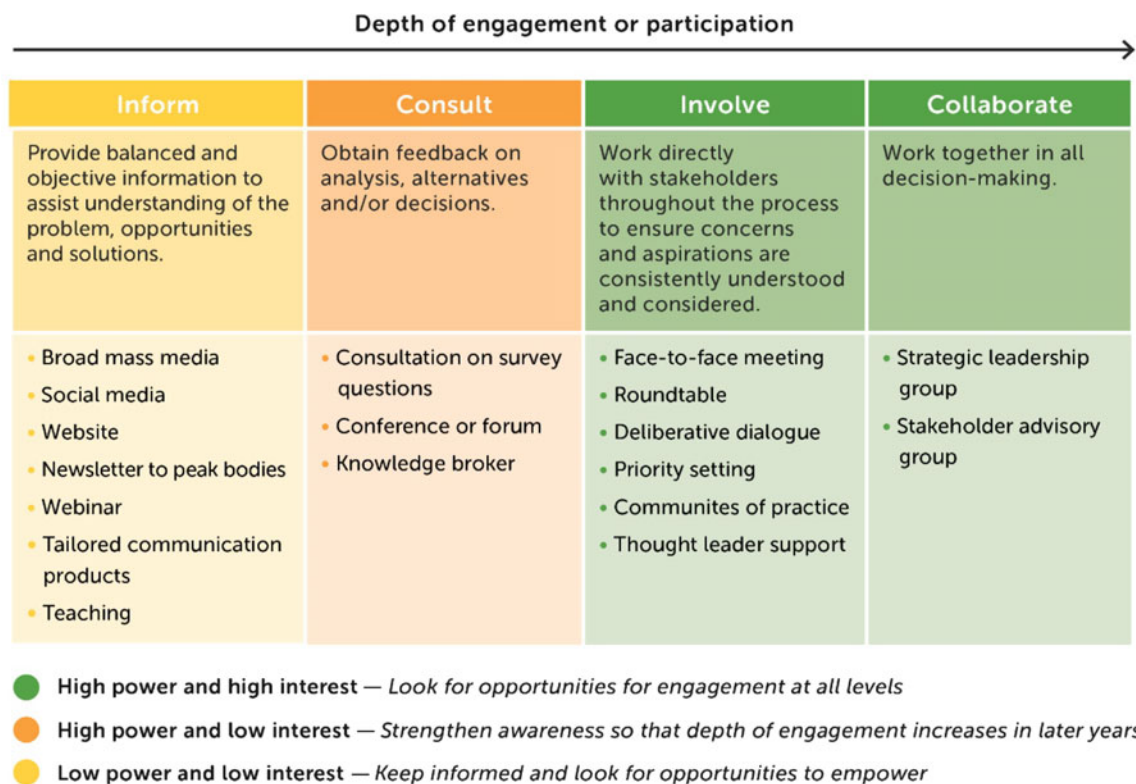 Depth of engagement or participation
Inform
Provide balanced and
objective information to
assist understanding of the
problem, opportunities
and solutions.
• Broad mass media
• Social media
• Website
• Newsletter to peak bodies
• Webinar
• Tailored communication
products
• Teaching
Consult
Obtain feedback on
analysis, alternatives
and/or decisions.
• Consultation on survey
questions
• Conference or forum
• Knowledge broker
Involve
Work directly
with stakeholders
throughout the process
to ensure concerns
and aspirations are
consistently understood
and considered.
• Face-to-face meeting
• Roundtable
• Deliberative dialogue
• Priority setting
• Communites of practice
• Thought leader support
Collaborate
Work together in all
decision-making.
• Strategic leadership
group
• Stakeholder advisory
group
High power and high interest — Look for opportunities for engagement at all levels
High power and low interest — Strengthen awareness so that depth of engagement increases in later years
Low power and low interest — Keep informed and look for opportunities to empower